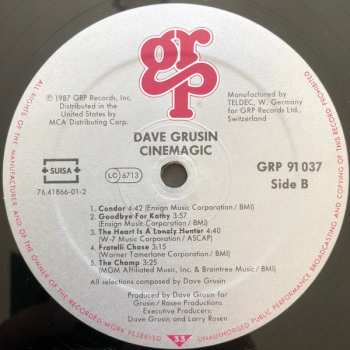 grp
© 1987 GRP Records, Inc.
Distributed in the
United States by
MCA Distributing Corp.
Manufactured by
TELDEC, W. Germany
for GRP Records Ltd.,
Switzerland
DAVE GRUSIN
CINEMAGIC
SUISA
LC 6713
76.41866-01-2
GRP 91 037
Side B
1 Condor 4:42 (Ensign Music Corporation / BMI)
2 Goodbye For Kathy 3:57
(Ensign Music Corporation / BMI)
3 The Heart Is A Lonely Hunter 4:40
(W-7 Music Corporation / ASCAP)
4 Fratelli Chase 3:15
(Warner Tamerlane Corporation / BMI)
5 The Champ 3:25
(MGM Affiliated Music, Inc. & Braintree Music / BMI)
All selections composed by Dave Grusin
Produced by Dave Grusin for
Grusin / Rosen Productions
Executive Producers:
Dave Grusin and Larry Rosen
33
ALL RIGHTS OF THE MANUFACTURER AND OF THE OWNER OF THE RECORDED WORK RESERVED
UNAUTHORISED PUBLIC PERFORMANCE BROADCASTING AND COPYING OF THIS RECORD PROHIBITED